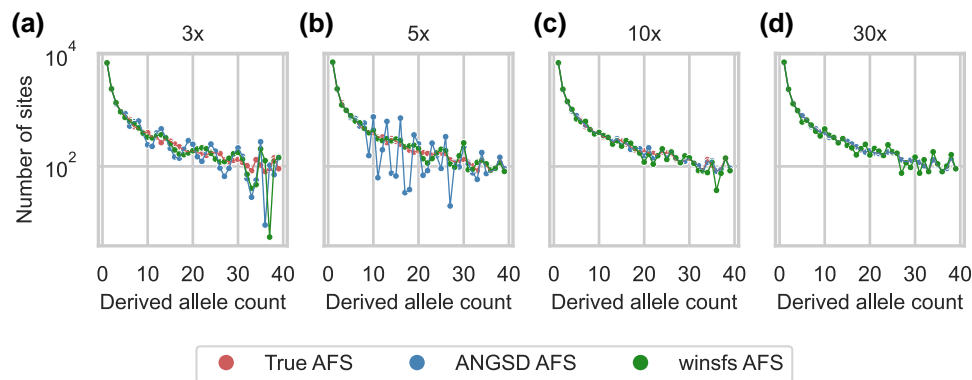 (a) 3x (b) 5x (c) 10x (d) 30x
10^4
10^2
Number of sites
0 10 20 30 40 0 10 20 30 40 0 10 20 30 40 0 10 20 30 40
Derived allele count Derived allele count Derived allele count Derived allele count
True AFS ANGSD AFS winsfs AFS